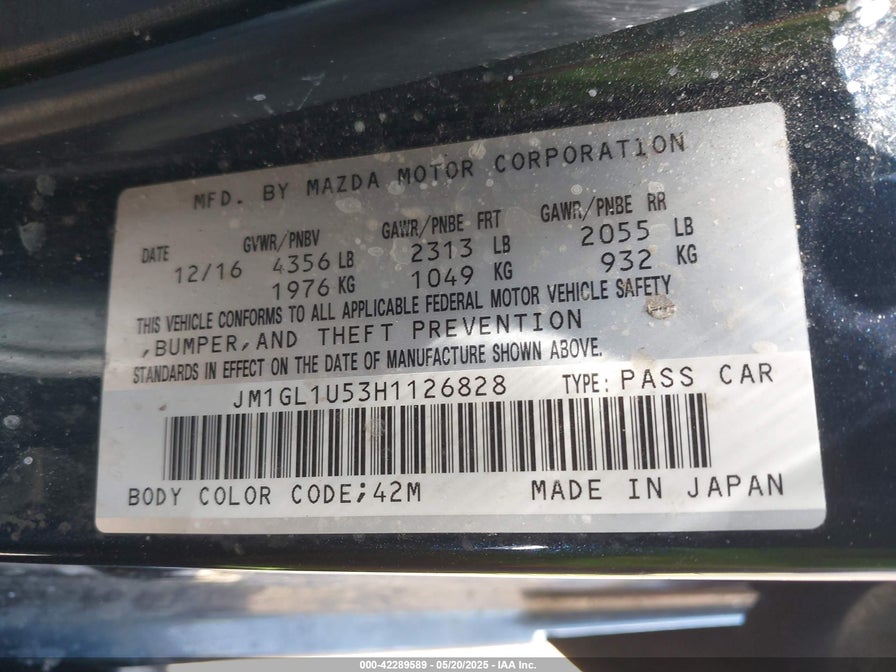 MFD. BY MAZDA MOTOR CORPORATION
DATE GVWR/PNBV GAWR/PNBE FRT GAWR/PNBE RR
12/16 4356 LB 2313 LB 2055 LB
1976 KG 1049 KG 932 KG
THIS VEHICLE CONFORMS TO ALL APPLICABLE FEDERAL MOTOR VEHICLE SAFETY
,BUMPER,AND THEFT PREVENTION
STANDARDS IN EFFECT ON THE DATE OF MANUFACTURE SHOWN ABOVE.
JM1GL1U53H1126828 TYPE: PASS CAR
BODY COLOR CODE;42M MADE IN JAPAN
000-42289589 - 05/20/2025 - IAA Inc.